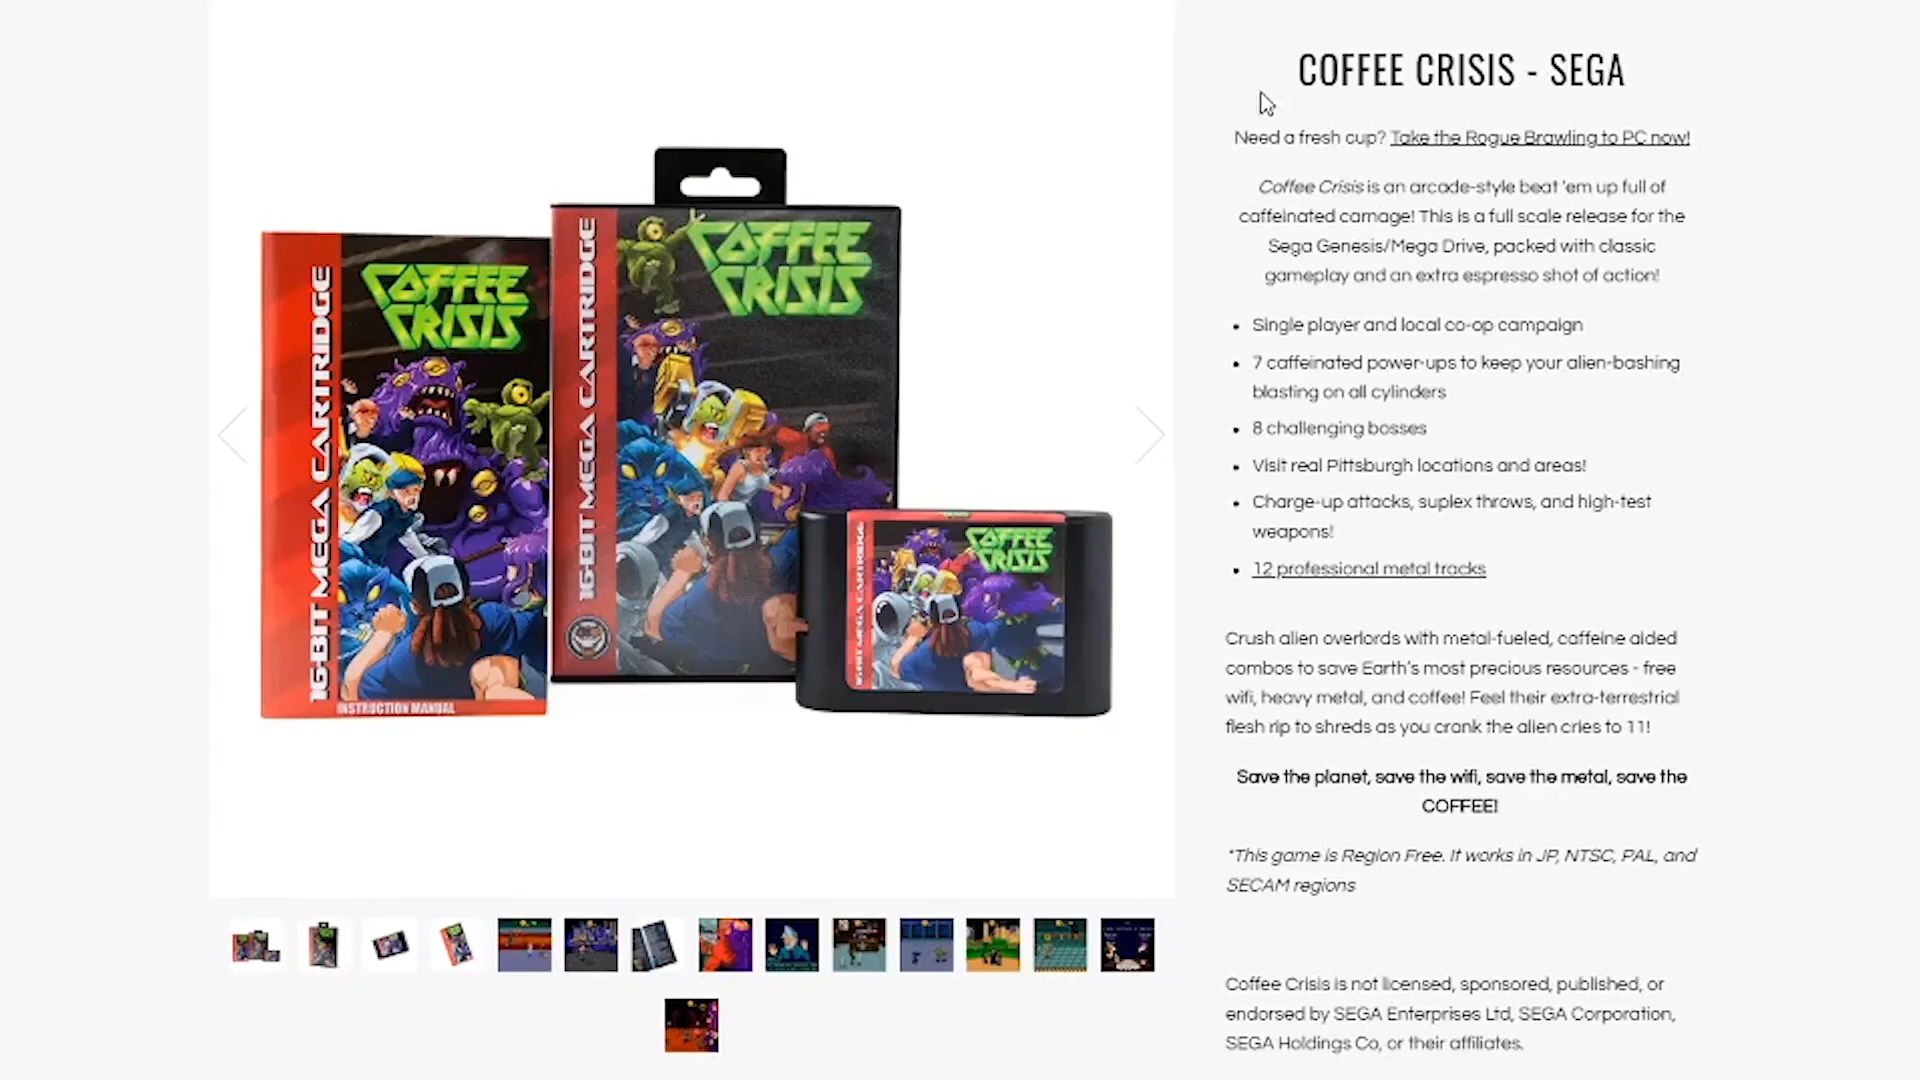 COFFEE CRISIS - SEGA
Need a fresh cup? Take the Rogue Brawling to PC now!
Coffee Crisis is an arcade-style beat 'em up full of
caffeinated carnage! This is a full scale release for the
Sega Genesis/Mega Drive, packed with classic
gameplay and an extra espresso shot of action!
Single player and local co-op campaign
7 caffeinated power-ups to keep your alien-bashing
blasting on all cylinders
8 challenging bosses
Visit real Pittsburgh locations and areas!
Charge-up attacks, suplex throws, and high-test
weapons!
12 professional metal tracks
Crush alien overlords with metal-fueled, caffeine aided
combos to save Earth's most precious resources - free
wifi, heavy metal, and coffee! Feel their extra-terrestrial
flesh rip to shreds as you crank the alien cries to 11!
Save the planet, save the wifi, save the metal, save the
COFFEE!
*This game is Region Free. It works in JP, NTSC, PAL, and
SECAM regions
Coffee Crisis is not licensed, sponsored, published, or
endorsed by SEGA Enterprises Ltd, SEGA Corporation,
SEGA Holdings Co, or their affiliates.
16-BIT MEGA CARTRIDGE
COFFEE
CRISIS
INSTRUCTION MANUAL
16-BIT MEGA CARTRIDGE
COFFEE
CRISIS
16-BIT MEGA CARTRIDGE
COFFEE
CRISIS